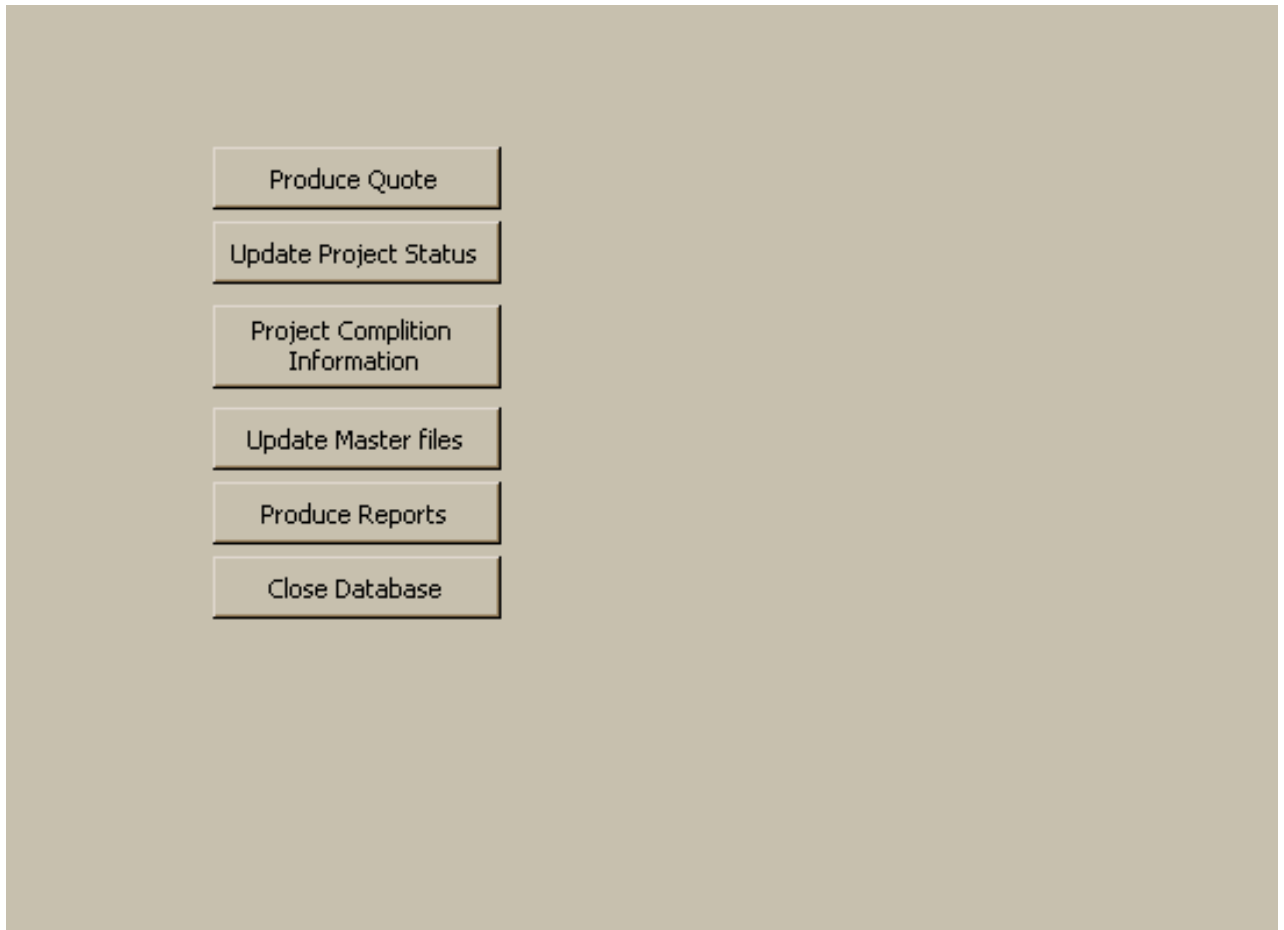 Produce Quote
Update Project Status
Project Complition
Information
Update Master files
Produce Reports
Close Database